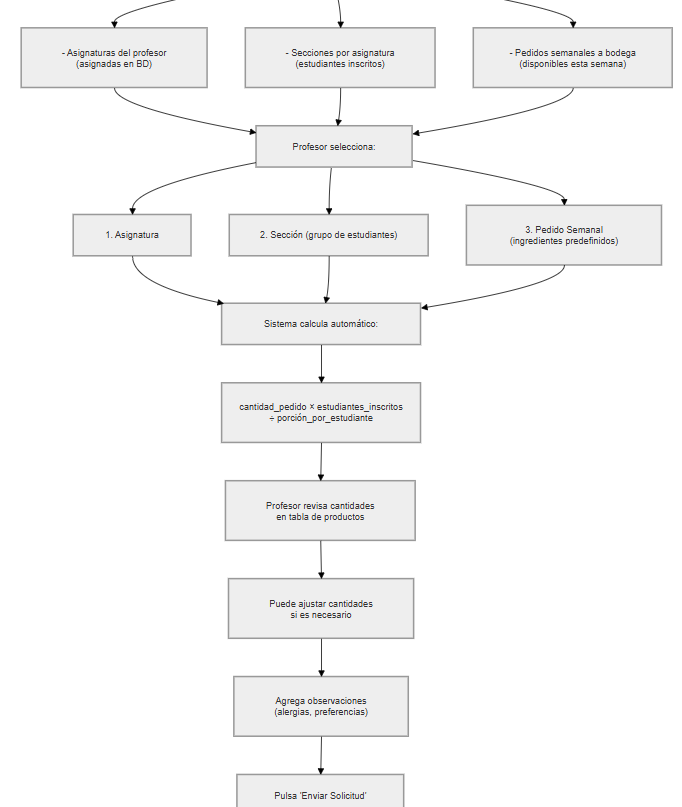 - Asignaturas del profesor
(asignadas en BD)
- Secciones por asignatura
(estudiantes inscritos)
- Pedidos semanales a bodega
(disponibles esta semana)
Profesor selecciona:
1. Asignatura
2. Sección (grupo de estudiantes)
3. Pedido Semanal
(ingredientes predefinidos)
Sistema calcula automático:
cantidad_pedido × estudiantes_inscritos
÷ porción_por_estudiante
Profesor revisa cantidades
en tabla de productos
Puede ajustar cantidades
si es necesario
Agrega observaciones
(alergias, preferencias)
Pulsa 'Enviar Solicitud'